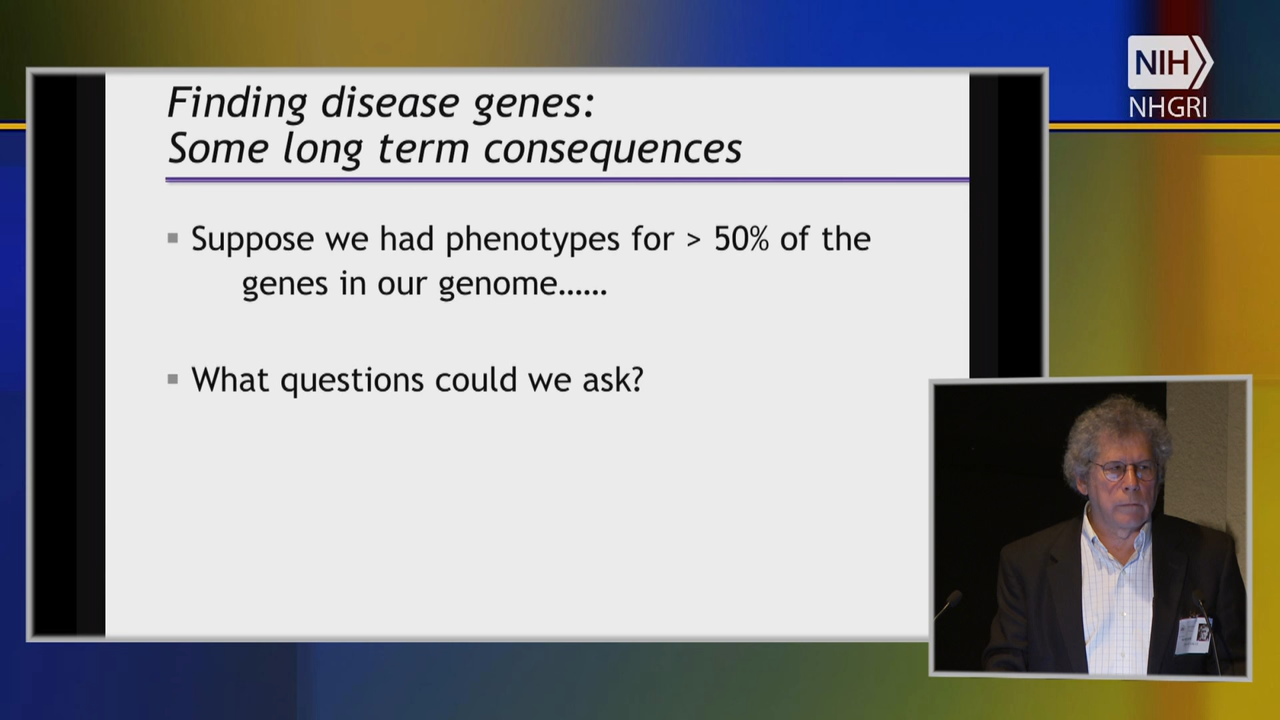 NIH
NHGRI
Finding disease genes:
Some long term consequences
▪ Suppose we had phenotypes for > 50% of the
genes in our genome......
▪ What questions could we ask?